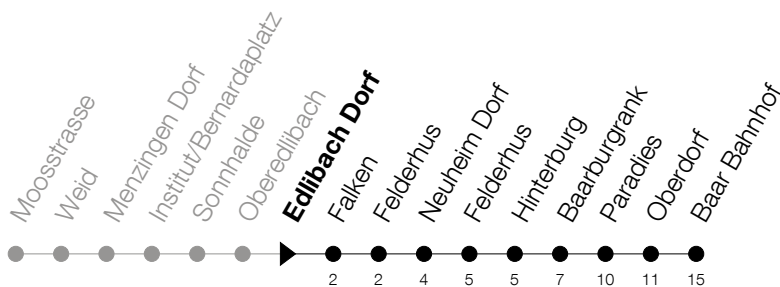 Moosstrasse
Weid
Menzingen Dorf
Institut/Bernardaplatz
Sonnhalde
Oberedlibach
Edlibach Dorf
Falken
Felderhus
Neuheim Dorf
Felderhus
Hinterburg
Baarburgrank
Paradies
Oberdorf
Baar Bahnhof
2 2 4 5 5 7 10 11 15